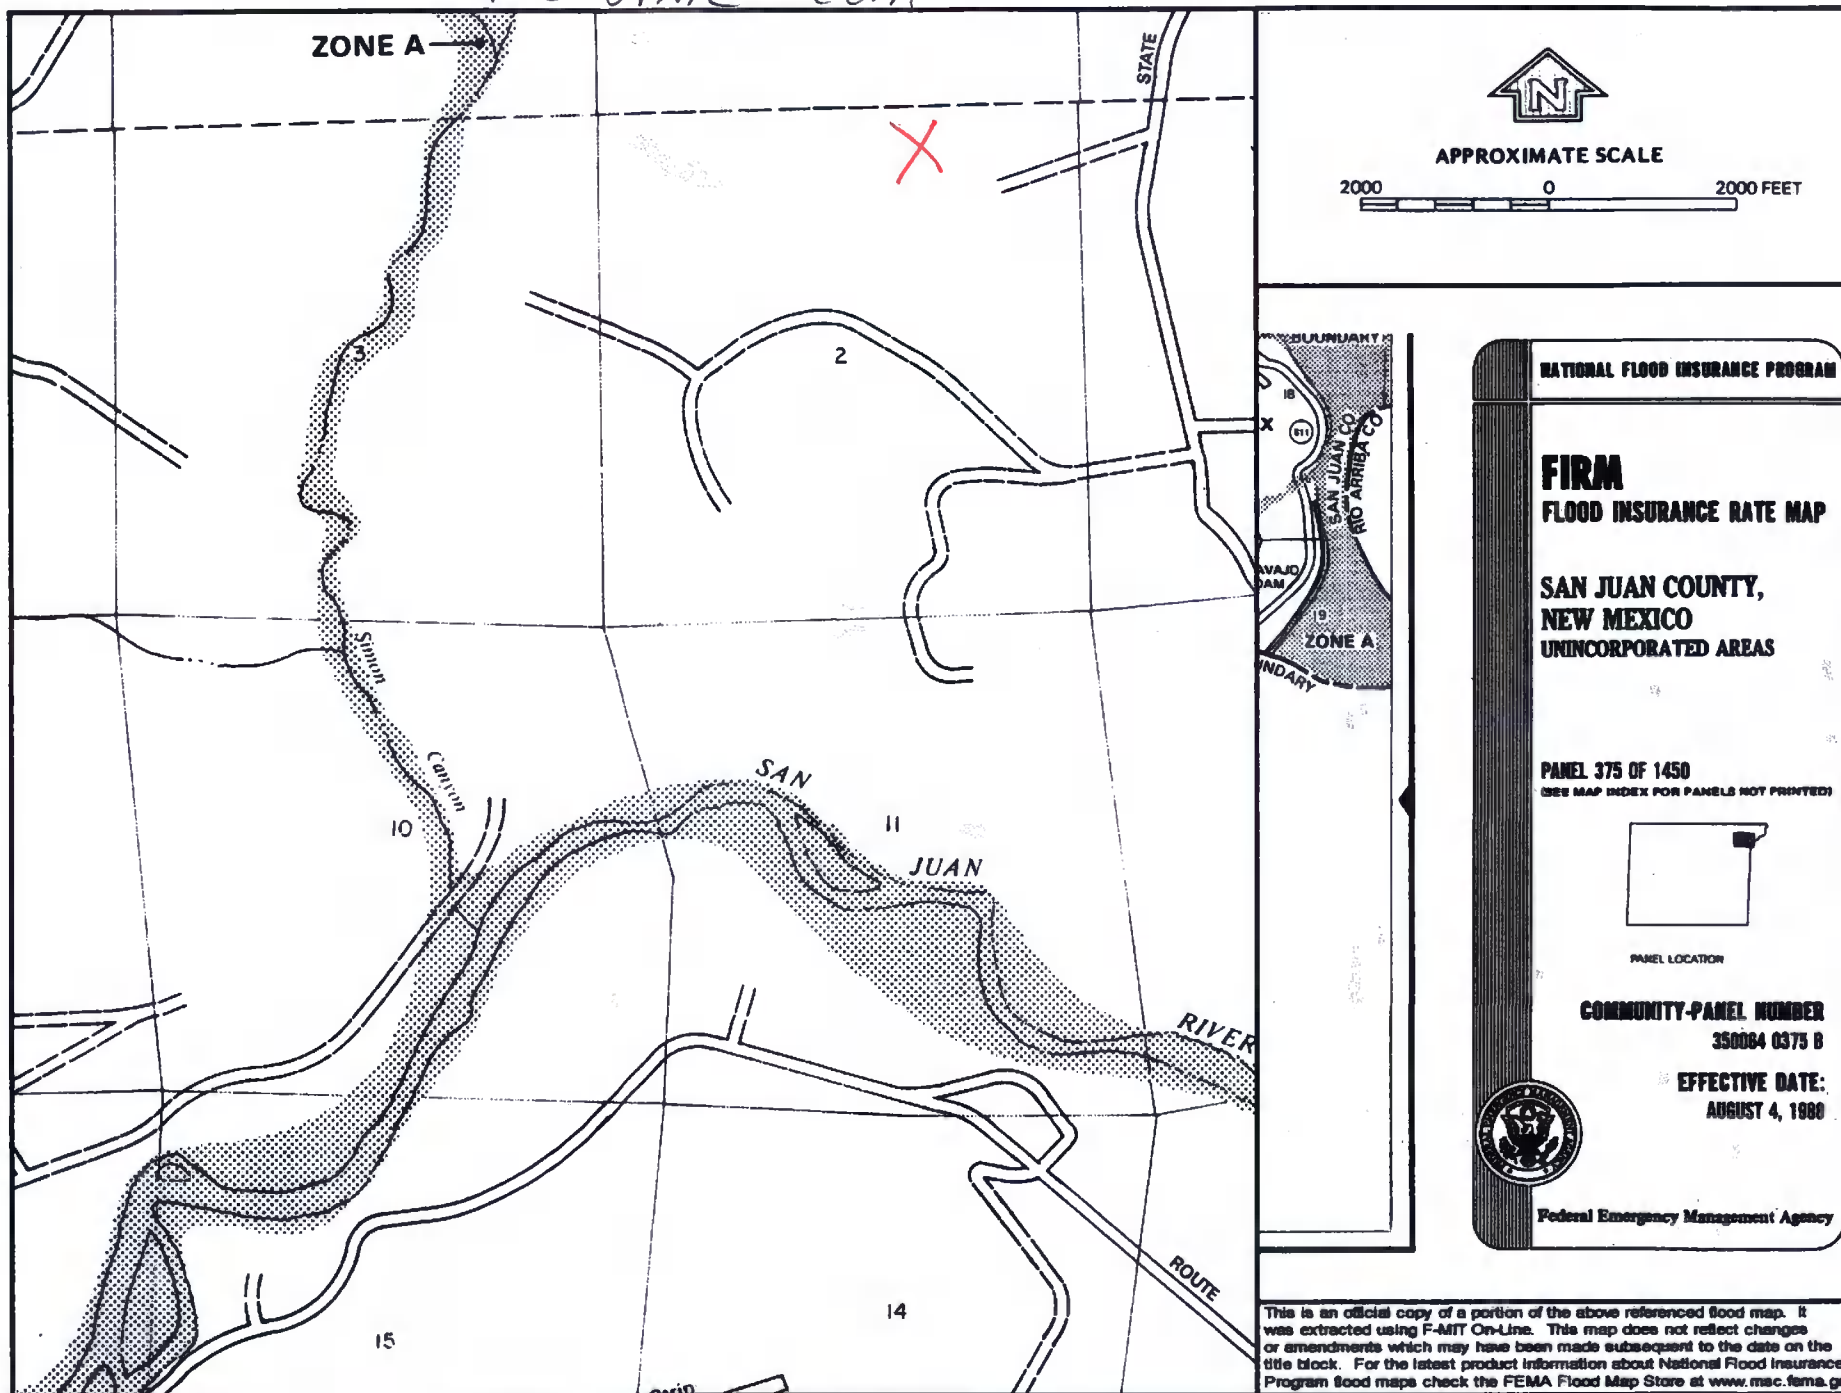 ZONE A
STATE
3
2
Simon
Canyon
10
SAN
11
JUAN
RIVER
ROUTE
15
14
N
APPROXIMATE SCALE
2000 0 2000 FEET
BOUNDARY
18
X
511
SAN JUAN CO
RIO ARRIBA CO
AVAJO
DAM
19
ZONE A
UNDARY
NATIONAL FLOOD INSURANCE PROGRAM
FIRM
FLOOD INSURANCE RATE MAP
SAN JUAN COUNTY,
NEW MEXICO
UNINCORPORATED AREAS
PANEL 375 OF 1450
(SEE MAP INDEX FOR PANELS NOT PRINTED)
PANEL LOCATION
COMMUNITY-PANEL NUMBER
350064 0375 B
EFFECTIVE DATE:
AUGUST 4, 1988
Federal Emergency Management Agency
This is an official copy of a portion of the above referenced flood map. It
was extracted using F-MIT On-Line. This map does not reflect changes
or amendments which may have been made subsequent to the date on the
title block. For the latest product information about National Flood Insurance
Program flood maps check the FEMA Flood Map Store at www.msc.fema.g